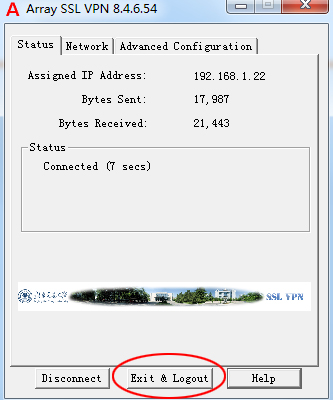 A Array SSL VPN 8.4.6.54
Status Network Advanced Configuration
Assigned IP Address: 192.168.1.22
Bytes Sent: 17,987
Bytes Received: 21,443
Status
Connected (7 secs)
SSL VPN
Disconnect Exit & Logout Help